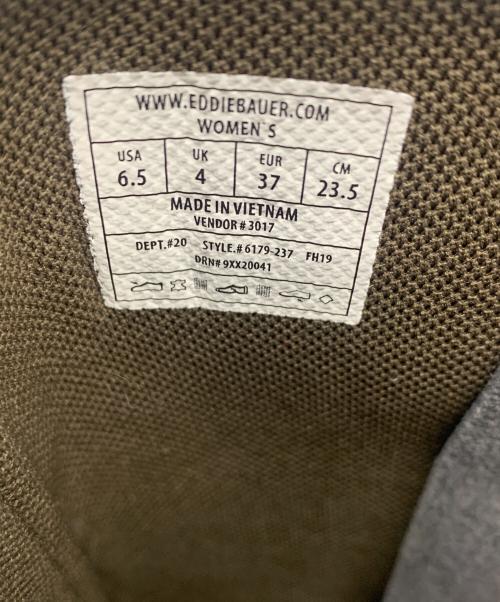 WWW.EDDIEBAUER.COM
WOMEN`S
USA UK EUR CM
6.5 4 37 23.5
MADE IN VIETNAM
VENDOR # 3017
DEPT.#20 STYLE.# 6179-237 FH19
DRN# 9XX20041